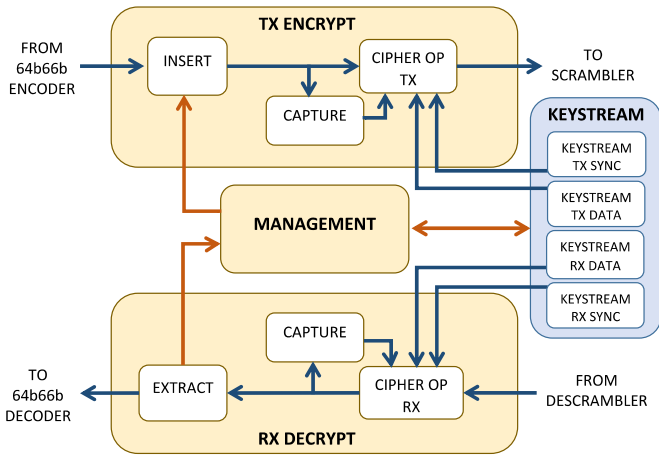 TX ENCRYPT
FROM
64b66b
ENCODER
INSERT
CIPHER OP
TX
TO
SCRAMBLER
CAPTURE
KEYSTREAM
KEYSTREAM
TX SYNC
KEYSTREAM
TX DATA
MANAGEMENT
KEYSTREAM
RX DATA
KEYSTREAM
RX SYNC
CAPTURE
TO
64b66b
DECODER
EXTRACT
CIPHER OP
RX
FROM
DESCRAMBLER
RX DECRYPT